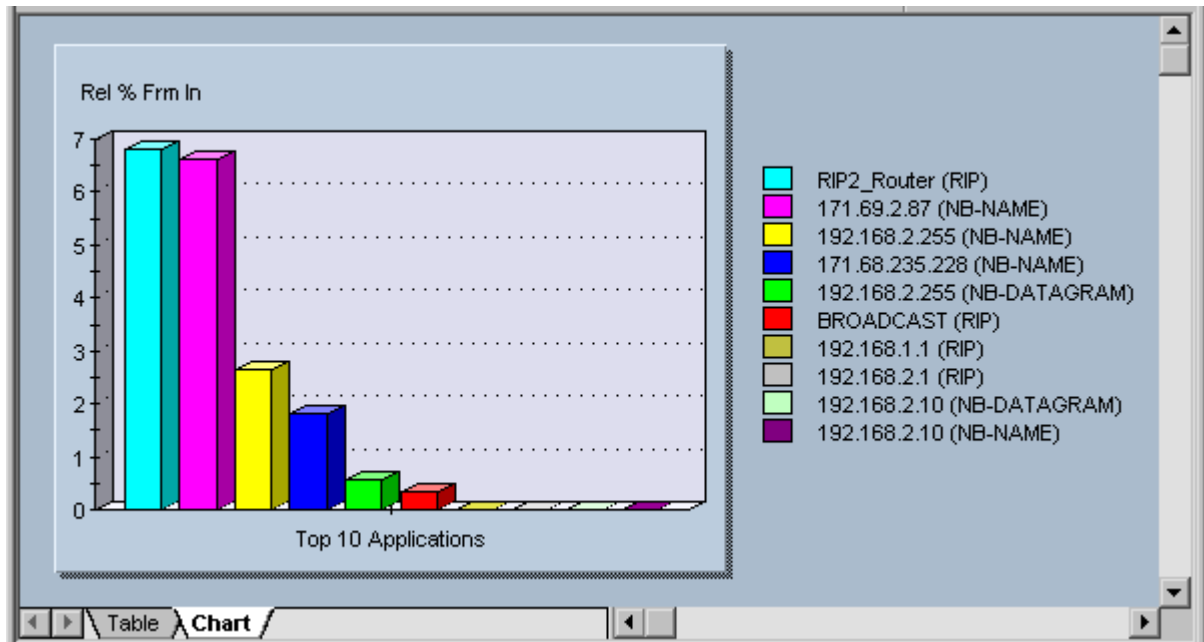 Rel % Frm In
7
6
5
4
3
2
1
0
Top 10 Applications
RIP2_Router (RIP)
171.69.2.87 (NB-NAME)
192.168.2.255 (NB-NAME)
171.68.235.228 (NB-NAME)
192.168.2.255 (NB-DATAGRAM)
BROADCAST (RIP)
192.168.1.1 (RIP)
192.168.2.1 (RIP)
192.168.2.10 (NB-DATAGRAM)
192.168.2.10 (NB-NAME)
Table Chart